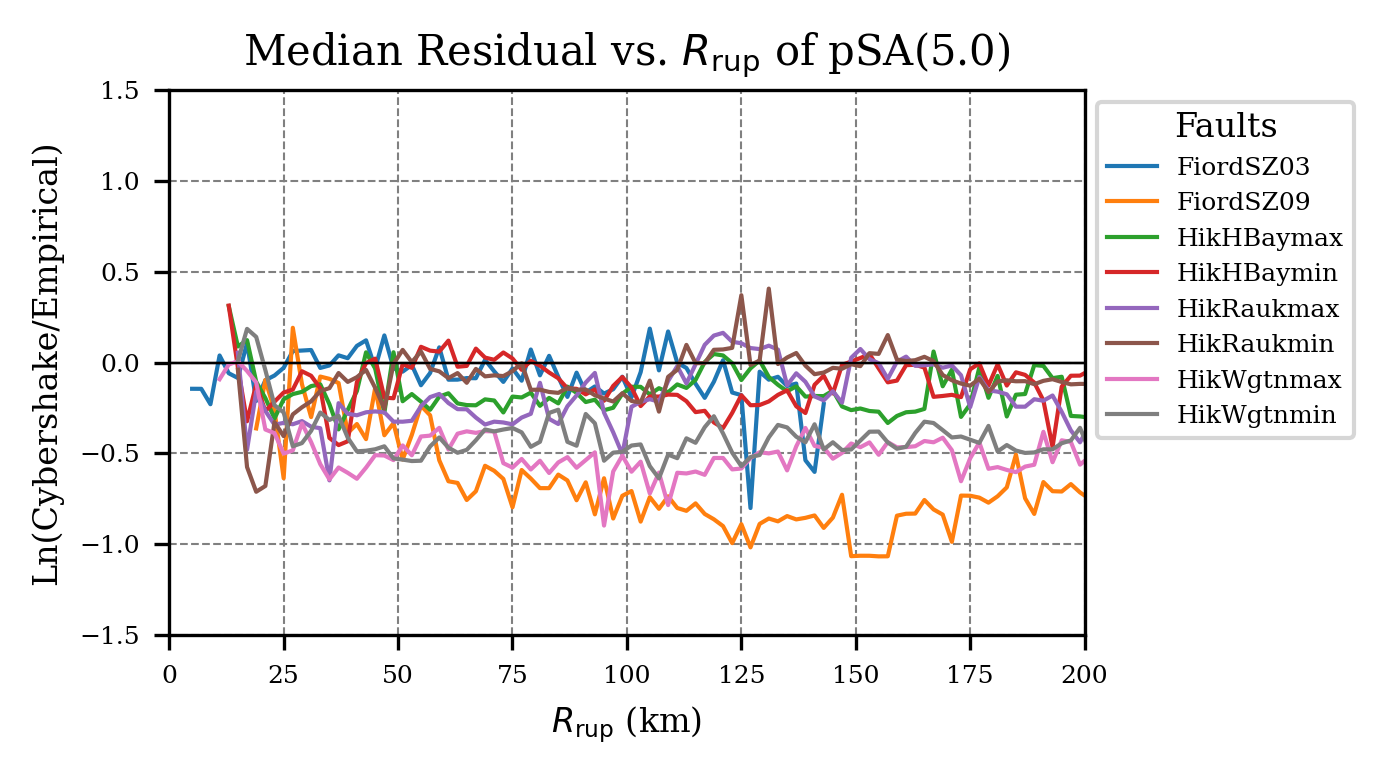 Median Residual vs. R_rup of pSA(5.0)
Ln(Cybershake/Empirical)
1.5
1.0
0.5
0.0
−0.5
−1.0
−1.5
0 25 50 75 100 125 150 175 200
R_rup (km)
Faults
FiordSZ03
FiordSZ09
HikHBaymax
HikHBaymin
HikRaukmax
HikRaukmin
HikWgtnmax
HikWgtnmin